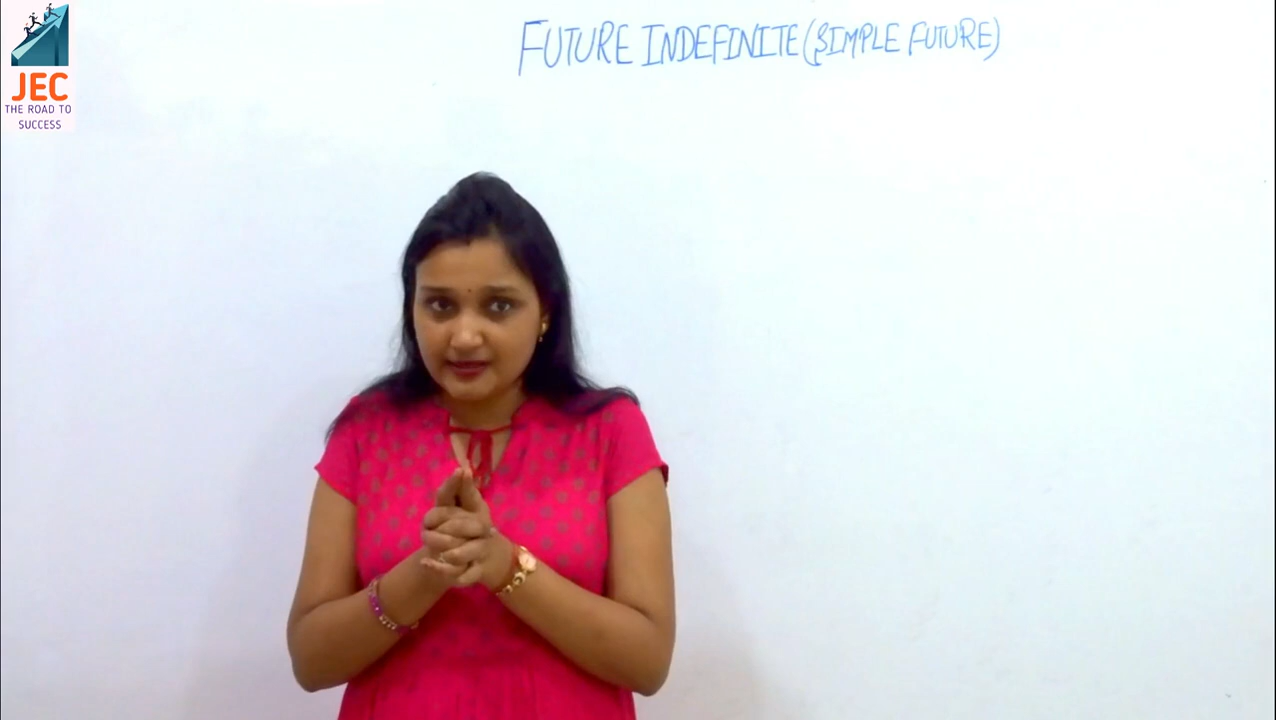 JEC
THE ROAD TO
SUCCESS
FUTURE INDEFINITE (SIMPLE FUTURE)